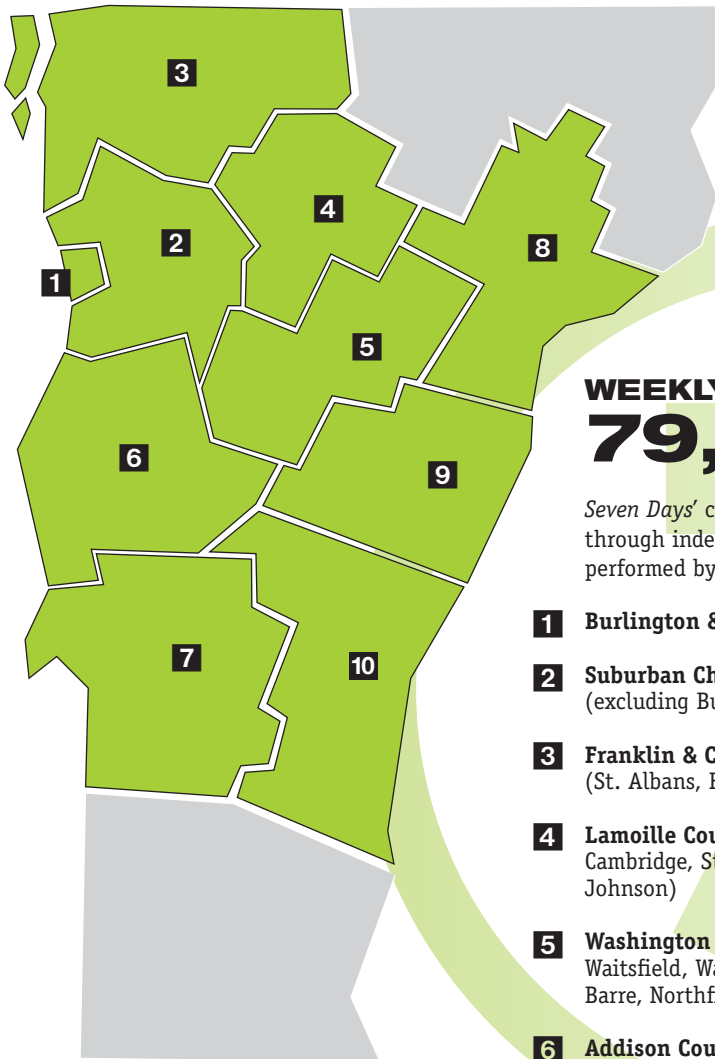 3
4
2
8
1
5
6
9
7
10
WEEKLY
79,
Seven Days’ c
through inde
performed by
1 Burlington &
2 Suburban Ch
(excluding Bu
3 Franklin & C
(St. Albans, E
4 Lamoille Cou
Cambridge, St
Johnson)
5 Washington
Waitsfield, Wa
Barre, Northf
6 Addison Cou